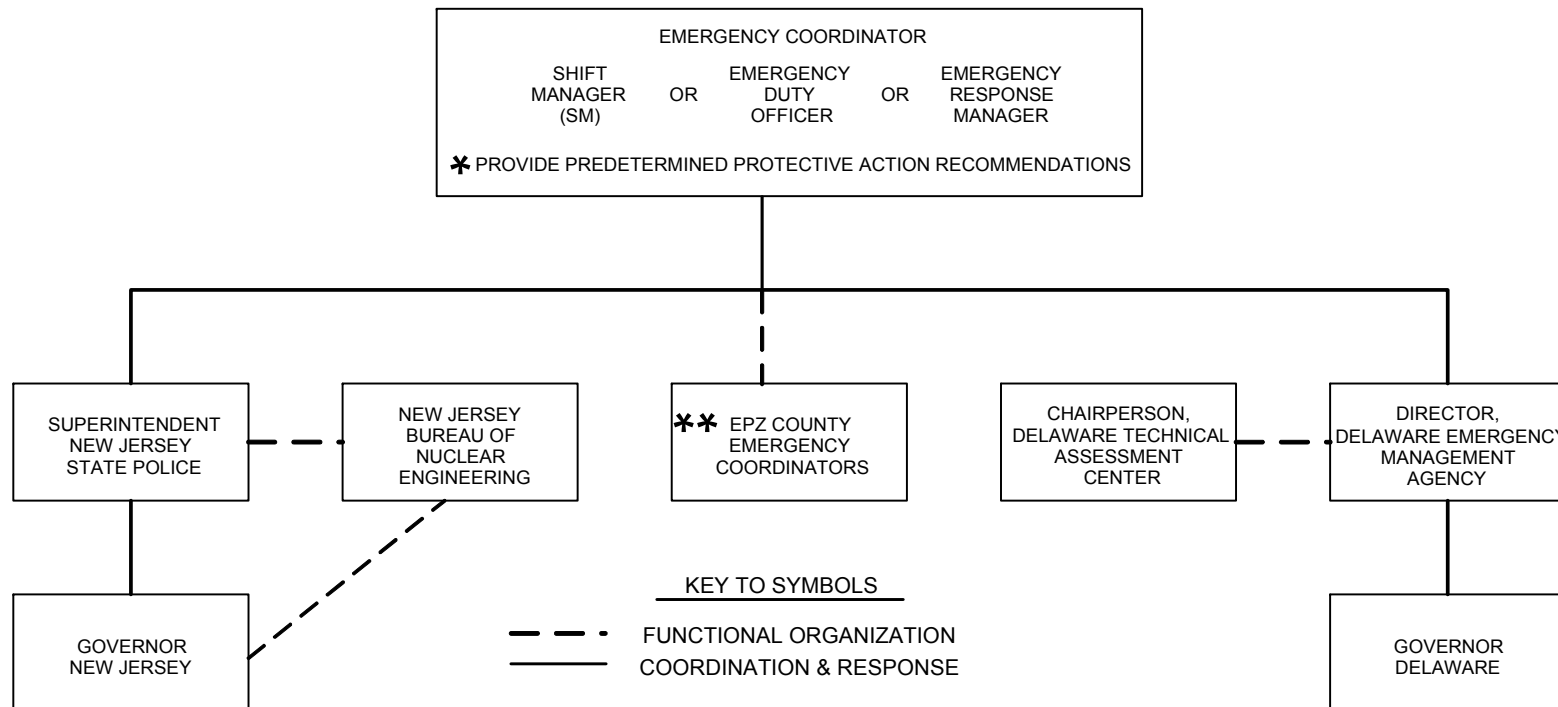 EMERGENCY COORDINATOR
SHIFT
MANAGER
(SM)
OR
EMERGENCY
DUTY
OFFICER
OR
EMERGENCY
RESPONSE
MANAGER
* PROVIDE PREDETERMINED PROTECTIVE ACTION RECOMMENDATIONS
SUPERINTENDENT
NEW JERSEY
STATE POLICE
NEW JERSEY
BUREAU OF
NUCLEAR
ENGINEERING
** EPZ COUNTY
EMERGENCY
COORDINATORS
CHAIRPERSON,
DELAWARE TECHNICAL
ASSESSMENT
CENTER
DIRECTOR,
DELAWARE EMERGENCY
MANAGEMENT
AGENCY
GOVERNOR
NEW JERSEY
KEY TO SYMBOLS
FUNCTIONAL ORGANIZATION
COORDINATION & RESPONSE
GOVERNOR
DELAWARE